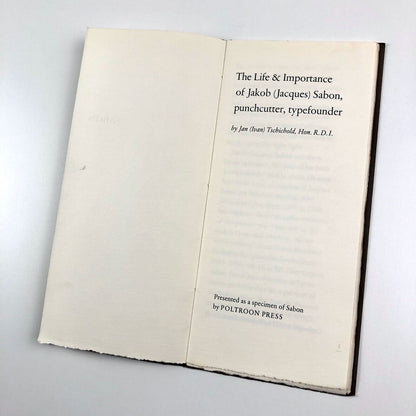 The Life & Importance
of Jakob (Jacques) Sabon,
punchcutter, typefounder
by Jan (Ivan) Tschichold, Hon. R.D.I.
Presented as a specimen of Sabon
by POLTROON PRESS